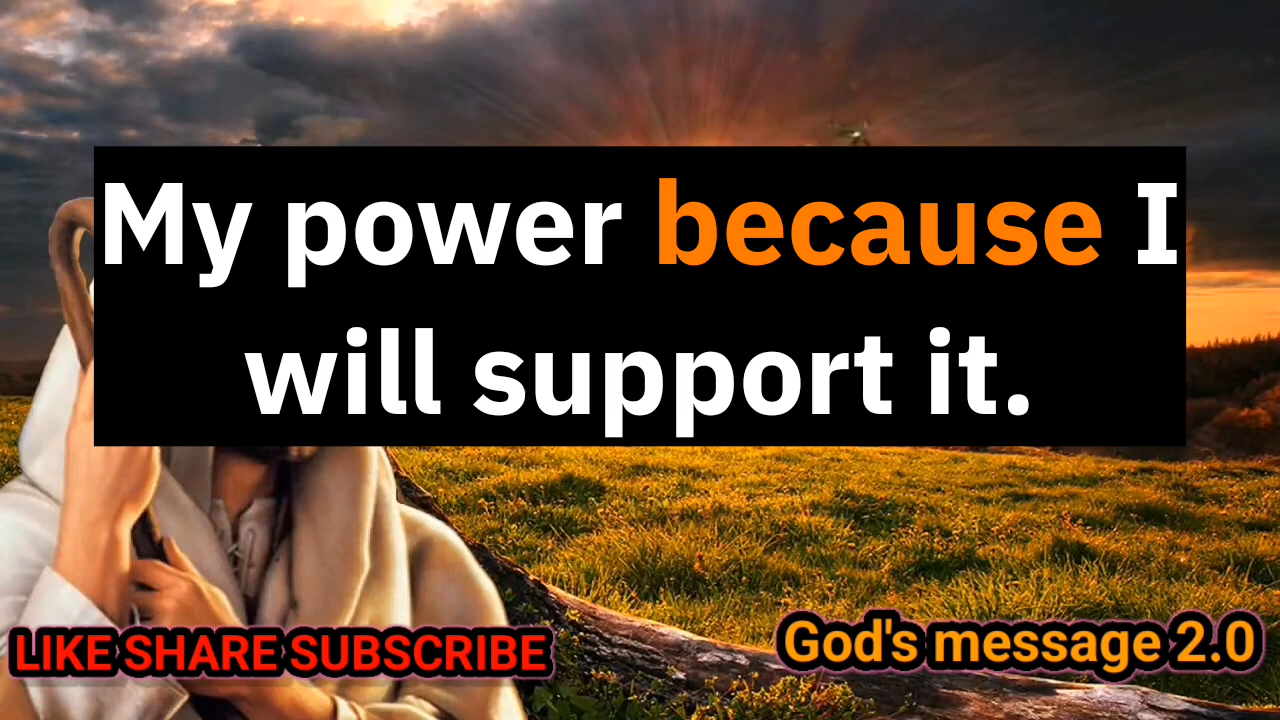 My power because I
will support it.
LIKE SHARE SUBSCRIBE
God's message 2.0